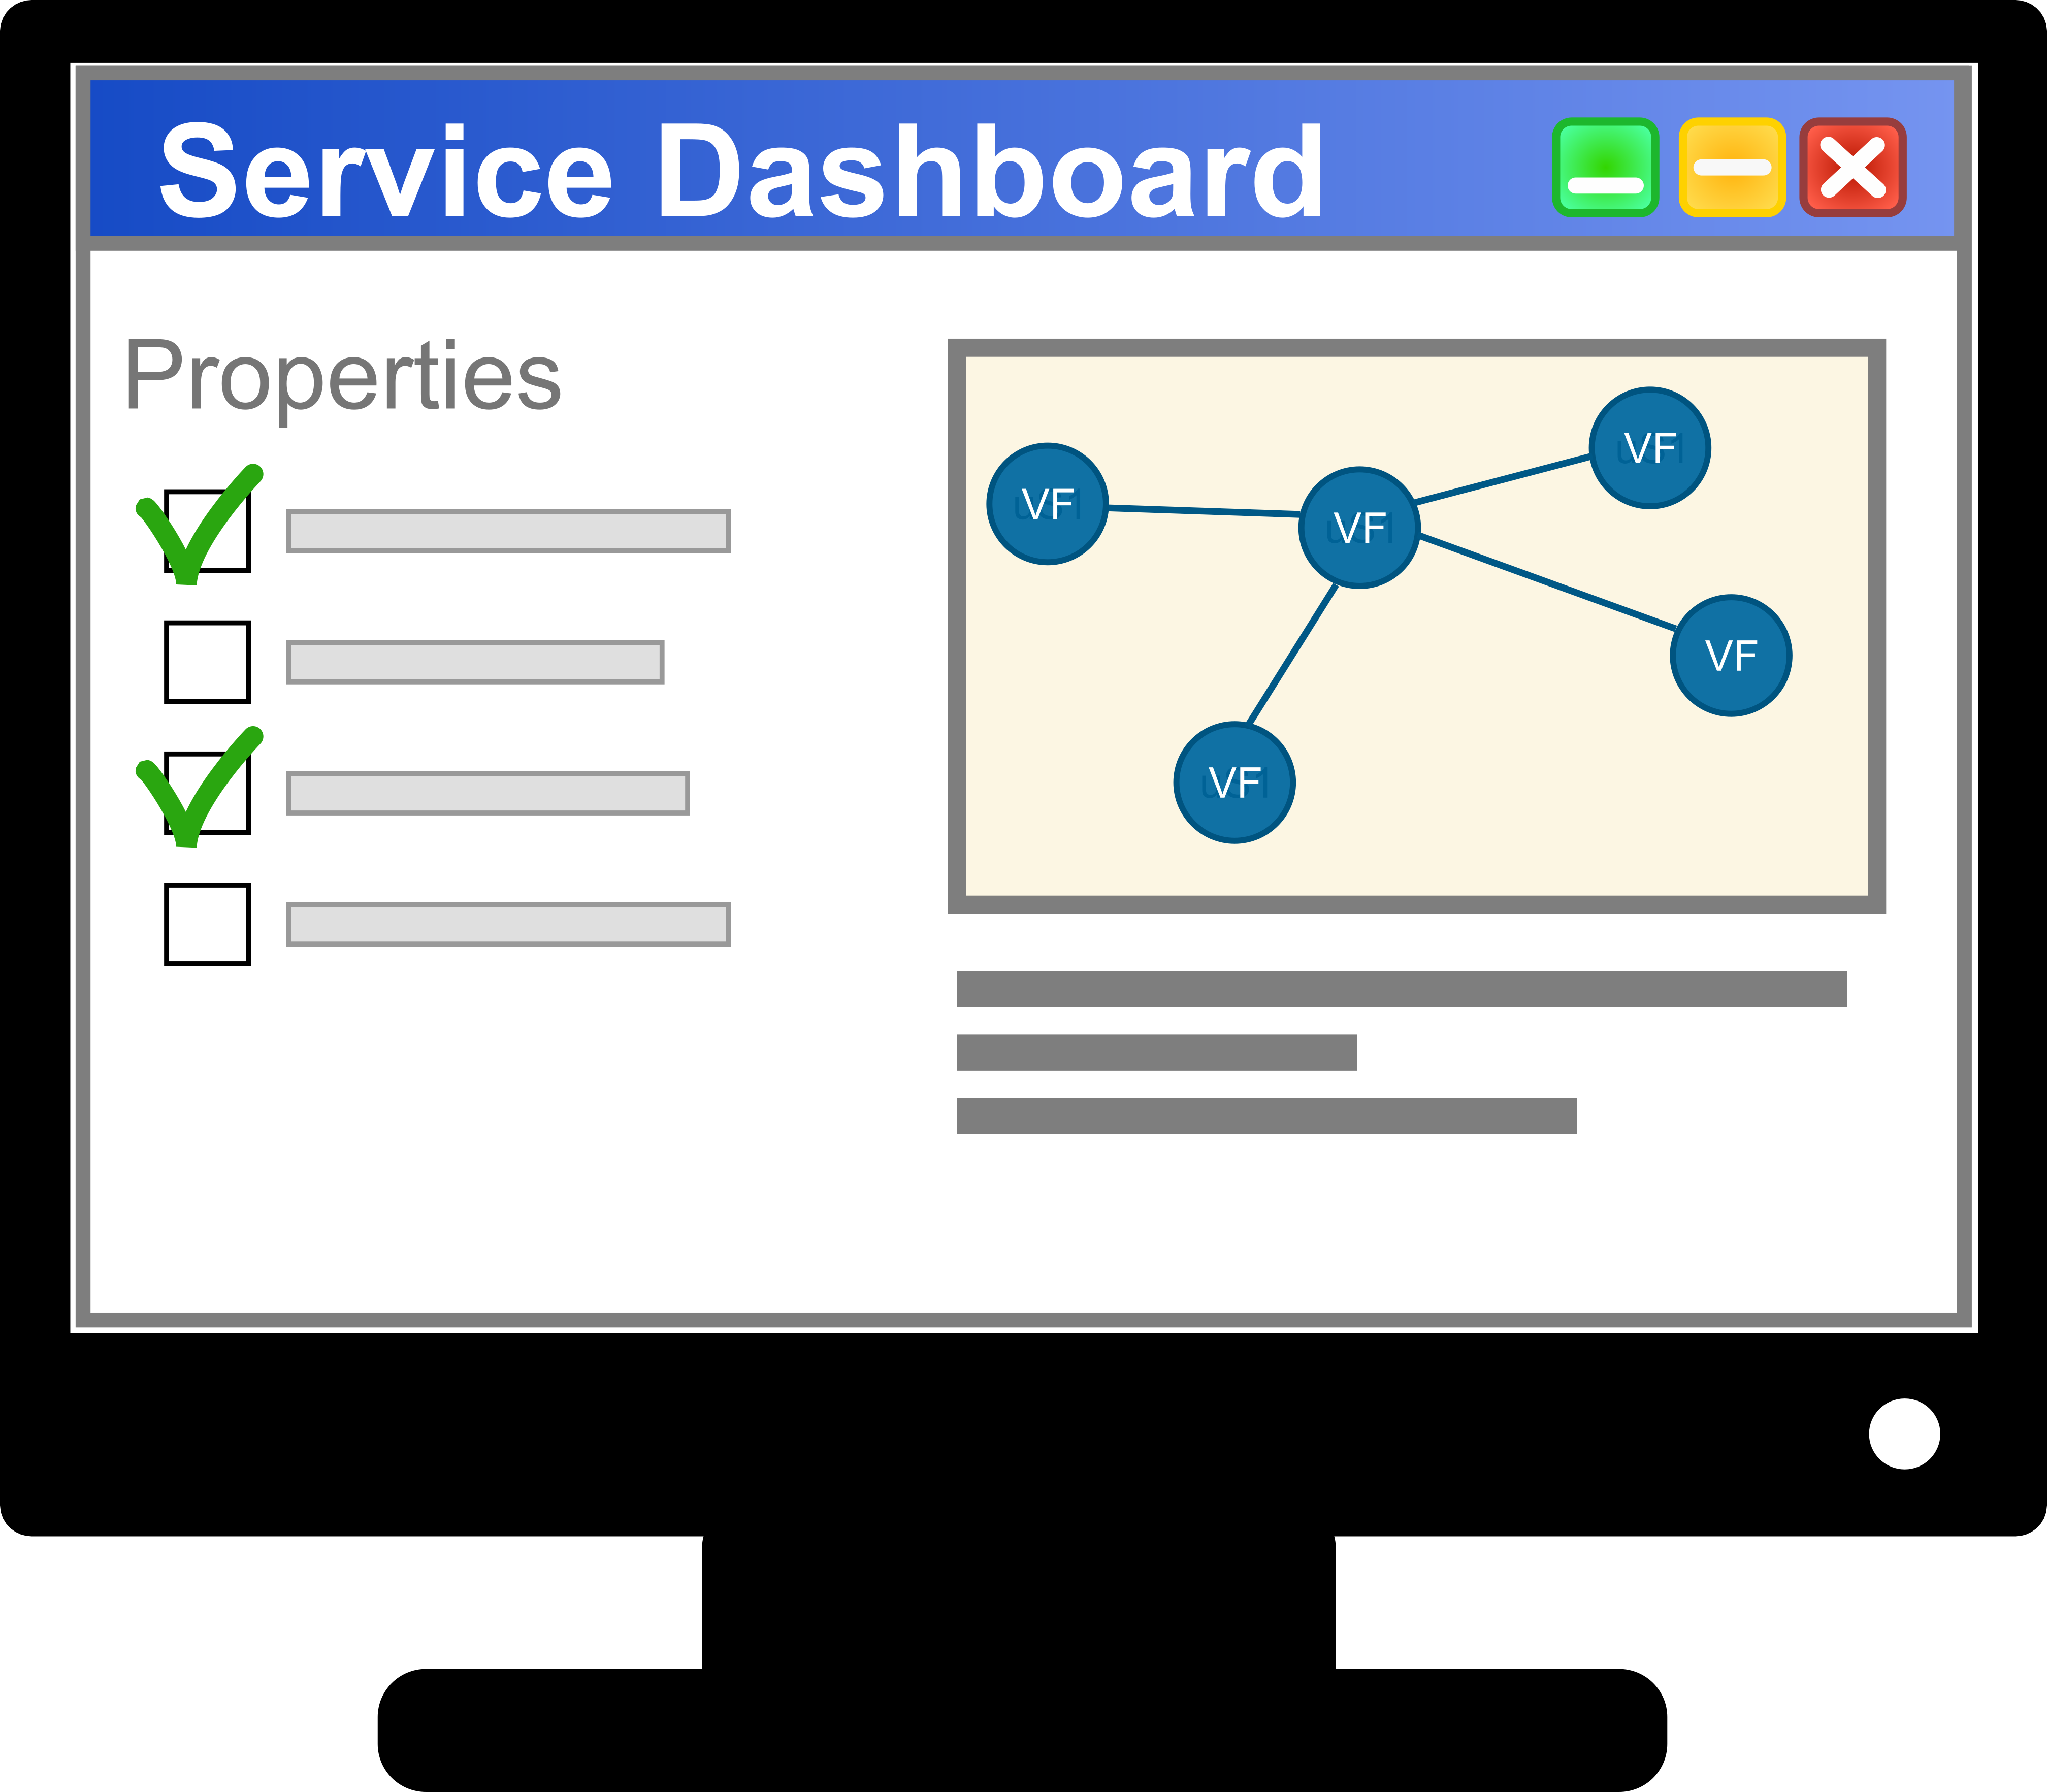 Service Dashboard
Properties
VF
VF
VF
VF
VF